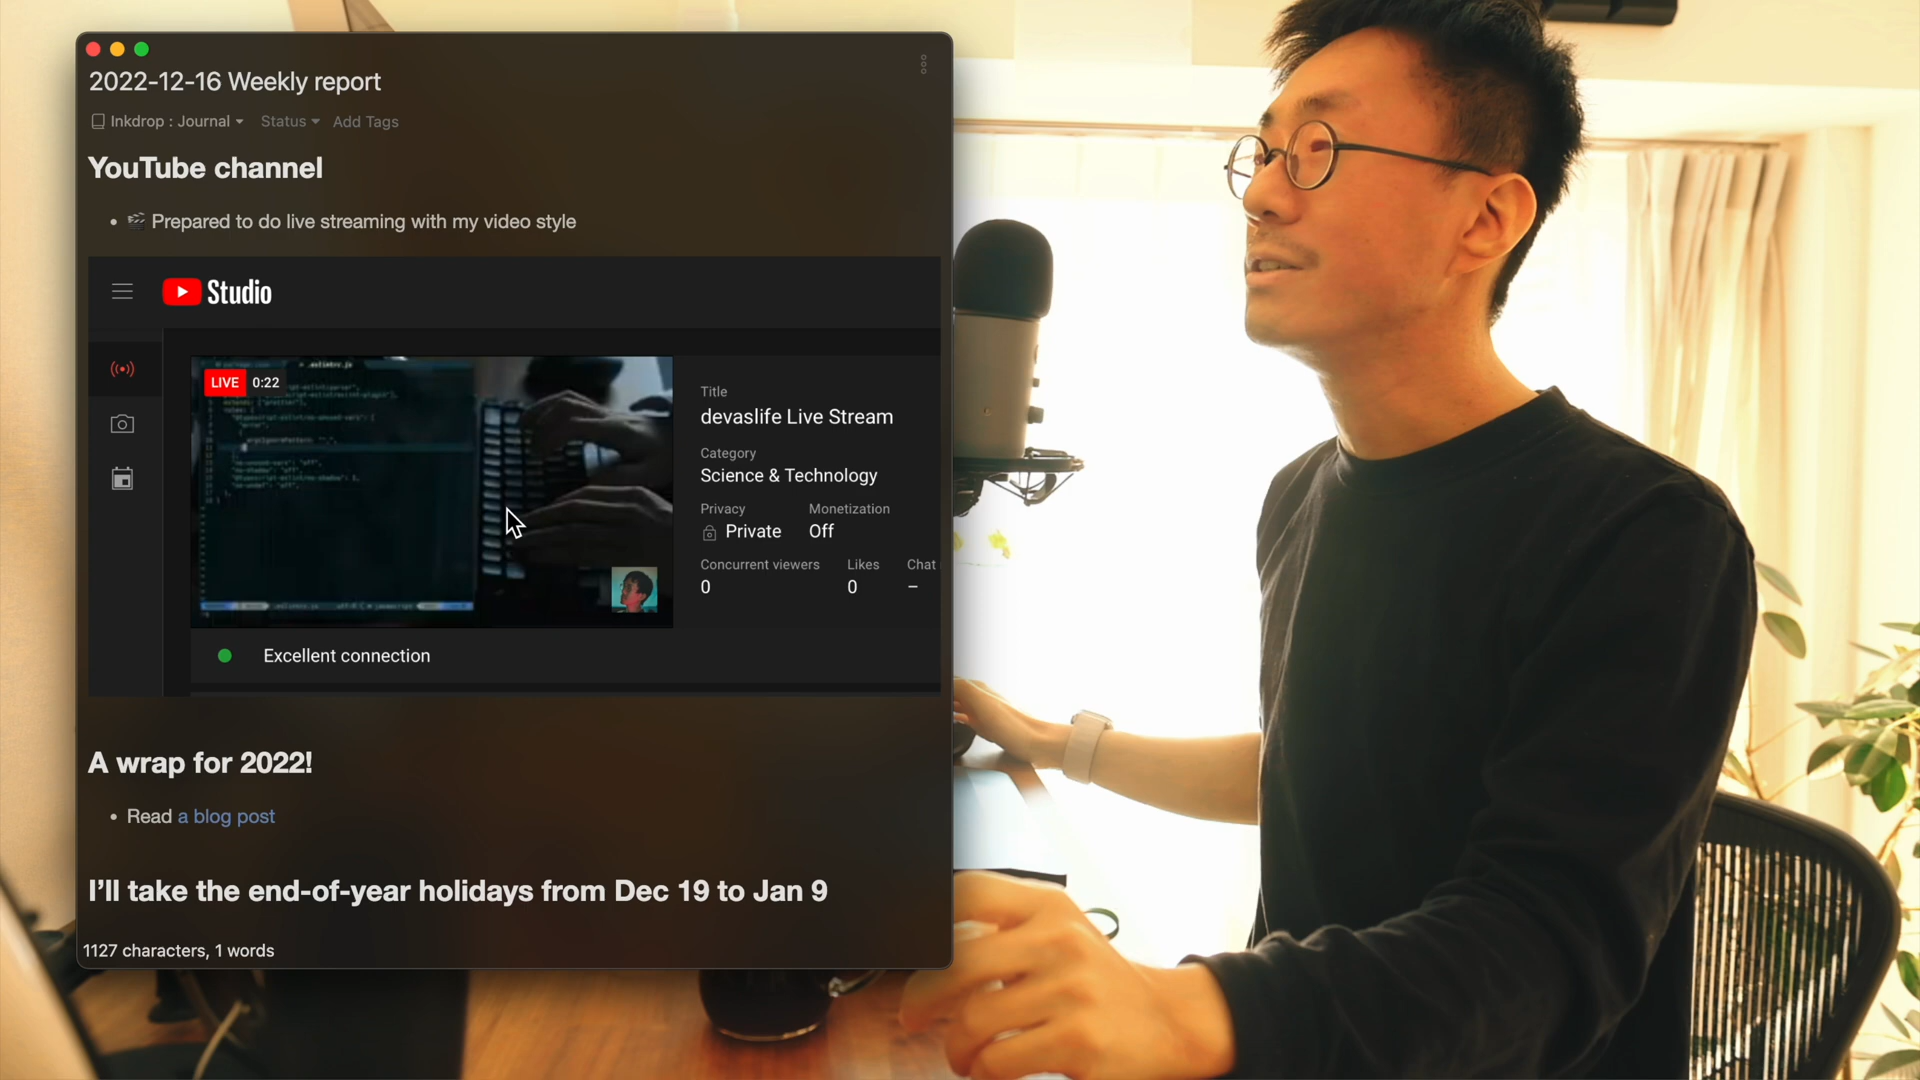 2022-12-16 Weekly report
Inkdrop : Journal Status Add Tags
YouTube channel
Prepared to do live streaming with my video style
Studio
LIVE 0:22
Title
devaslife Live Stream
Category
Science & Technology
Privacy Monetization
Private Off
Concurrent viewers Likes Chat
0 0 –
Excellent connection
A wrap for 2022!
Read a blog post
I’ll take the end-of-year holidays from Dec 19 to Jan 9
1127 characters, 1 words